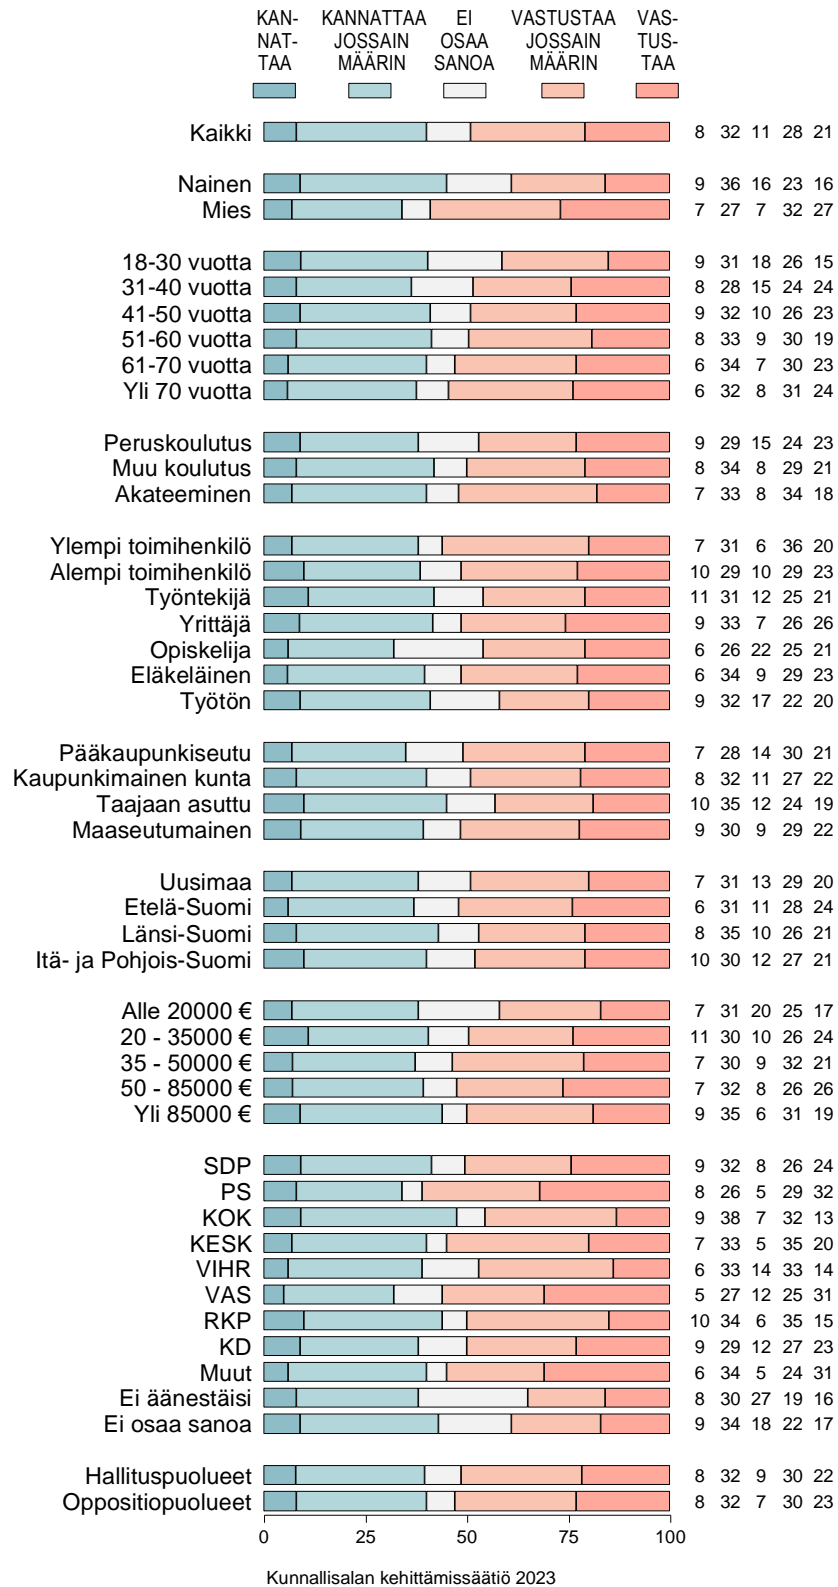 KAN- KANNATTAA EI VASTUSTAA VAS-
NAT- JOSSAIN OSAA JOSSAIN TUS-
TAA MÄÄRIN SANOA MÄÄRIN TAA
Kaikki 8 32 11 28 21
Nainen 9 36 16 23 16
Mies 7 27 7 32 27
18-30 vuotta 9 31 18 26 15
31-40 vuotta 8 28 15 24 24
41-50 vuotta 9 32 10 26 23
51-60 vuotta 8 33 9 30 19
61-70 vuotta 6 34 7 30 23
Yli 70 vuotta 6 32 8 31 24
Peruskoulutus 9 29 15 24 23
Muu koulutus 8 34 8 29 21
Akateeminen 7 33 8 34 18
Ylempi toimihenkilö 7 31 6 36 20
Alempi toimihenkilö 10 29 10 29 23
Työntekijä 11 31 12 25 21
Yrittäjä 9 33 7 26 26
Opiskelija 6 26 22 25 21
Eläkeläinen 6 34 9 29 23
Työtön 9 32 17 22 20
Pääkaupunkiseutu 7 28 14 30 21
Kaupunkimainen kunta 8 32 11 27 22
Taajaan asuttu 10 35 12 24 19
Maaseutumainen 9 30 9 29 22
Uusimaa 7 31 13 29 20
Etelä-Suomi 6 31 11 28 24
Länsi-Suomi 8 35 10 26 21
Itä- ja Pohjois-Suomi 10 30 12 27 21
Alle 20000 € 7 31 20 25 17
20 - 35000 € 11 30 10 26 24
35 - 50000 € 7 30 9 32 21
50 - 85000 € 7 32 8 26 26
Yli 85000 € 9 35 6 31 19
SDP 9 32 8 26 24
PS 8 26 5 29 32
KOK 9 38 7 32 13
KESK 7 33 5 35 20
VIHR 6 33 14 33 14
VAS 5 27 12 25 31
RKP 10 34 6 35 15
KD 9 29 12 27 23
Muut 6 34 5 24 31
Ei äänestäisi 8 30 27 19 16
Ei osaa sanoa 9 34 18 22 17
Hallituspuolueet 8 32 9 30 22
Oppositiopuolueet 8 32 7 30 23
0 25 50 75 100
Kunnallisalan kehittämissäätiö 2023